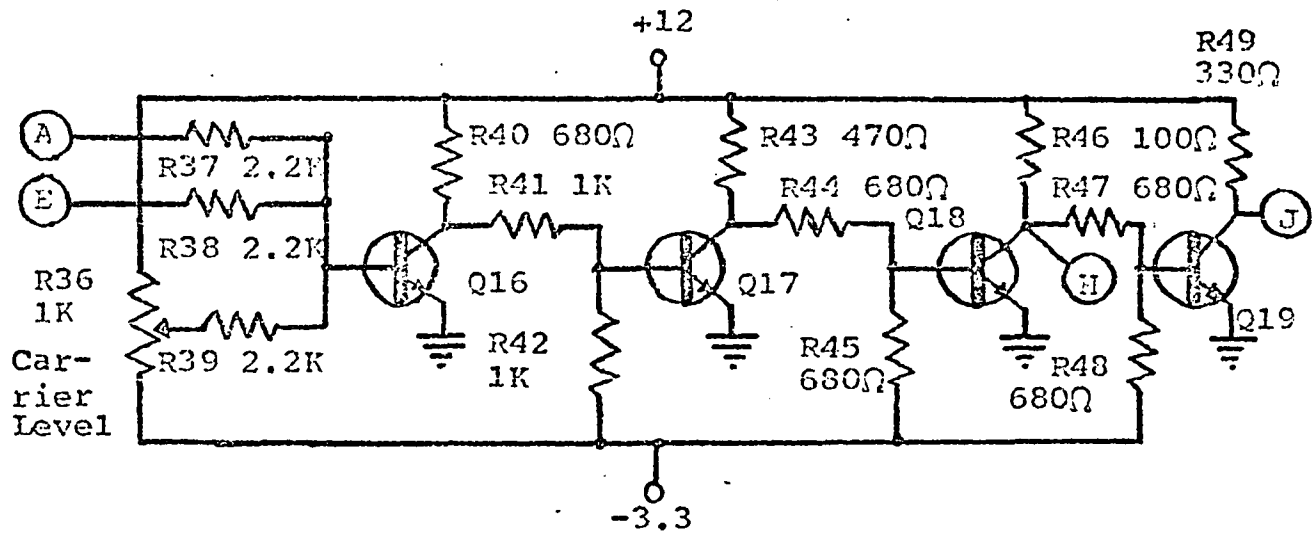 +12
R49
330Ω
A
R40 680Ω
R43 470Ω
R46 100Ω
R37 2.2K
R41 1K
R44 680Ω
R47 680Ω
E
Q18
J
R38 2.2K
R36
1K
Q16
Q17
H
Q19
R39 2.2K
R42
1K
R45
680Ω
R48
680Ω
Car-
rier
Level
-3.3